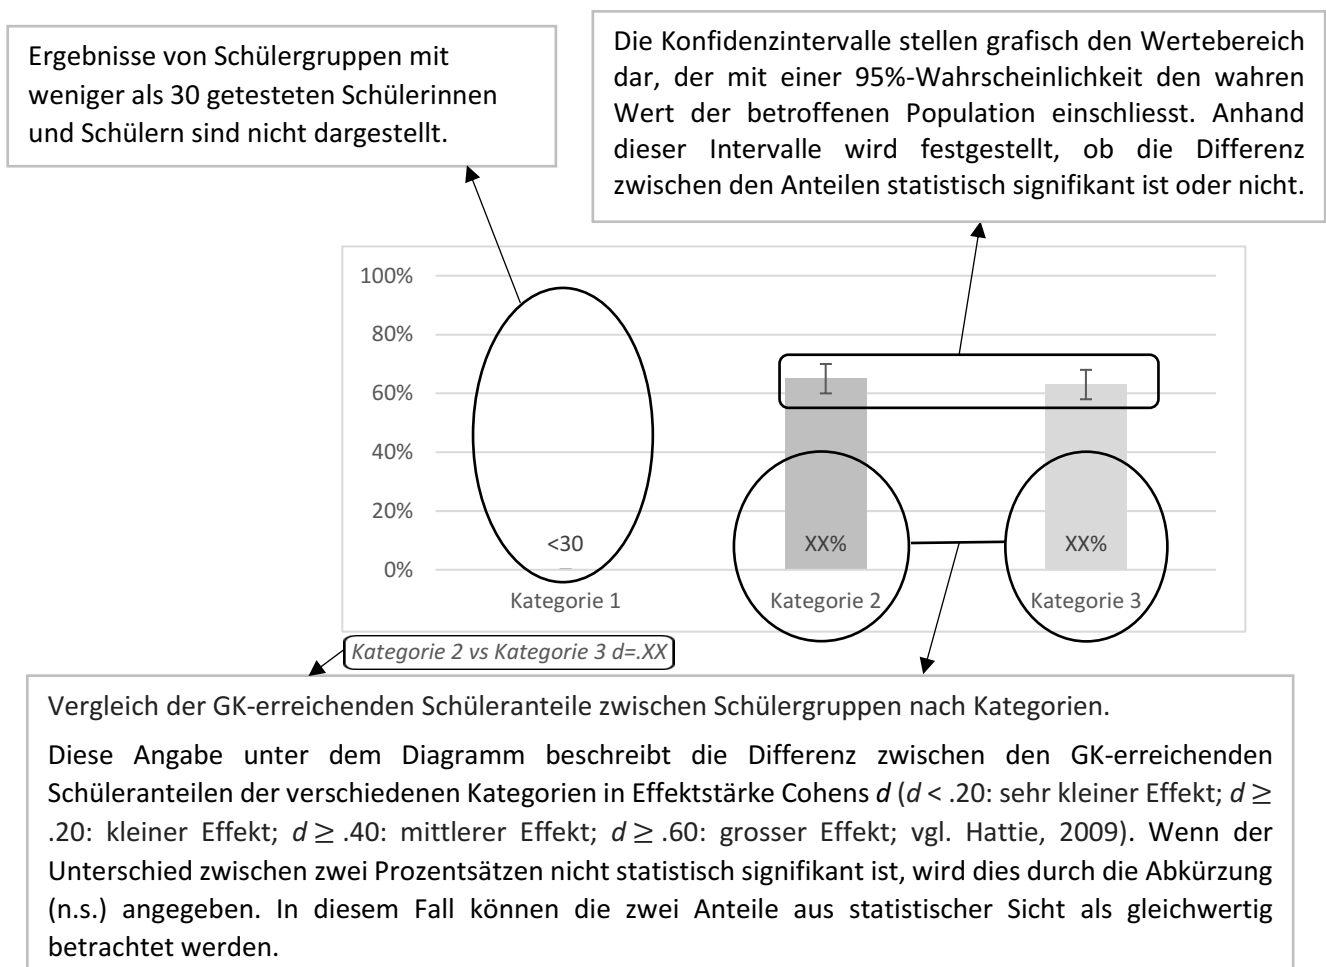 Ergebnisse von Schülergruppen mit
weniger als 30 getesteten Schülerinnen
und Schülern sind nicht dargestellt.
Die Konfidenzintervalle stellen grafisch den Wertebereich
dar, der mit einer 95%-Wahrscheinlichkeit den wahren
Wert der betroffenen Population einschliesst. Anhand
dieser Intervalle wird festgestellt, ob die Differenz
zwischen den Anteilen statistisch signifikant ist oder nicht.
100%
80%
60%
40%
20%
0%
<30
XX%
XX%
Kategorie 1
Kategorie 2
Kategorie 3
Kategorie 2 vs Kategorie 3 d=.XX
Vergleich der GK-erreichenden Schüleranteile zwischen Schülergruppen nach Kategorien.
Diese Angabe unter dem Diagramm beschreibt die Differenz zwischen den GK-erreichenden
Schüleranteilen der verschiedenen Kategorien in Effektstärke Cohens d (d < .20: sehr kleiner Effekt; d ≥
.20: kleiner Effekt; d ≥ .40: mittlerer Effekt; d ≥ .60: grosser Effekt; vgl. Hattie, 2009). Wenn der
Unterschied zwischen zwei Prozentsätzen nicht statistisch signifikant ist, wird dies durch die Abkürzung
(n.s.) angegeben. In diesem Fall können die zwei Anteile aus statistischer Sicht als gleichwertig
betrachtet werden.